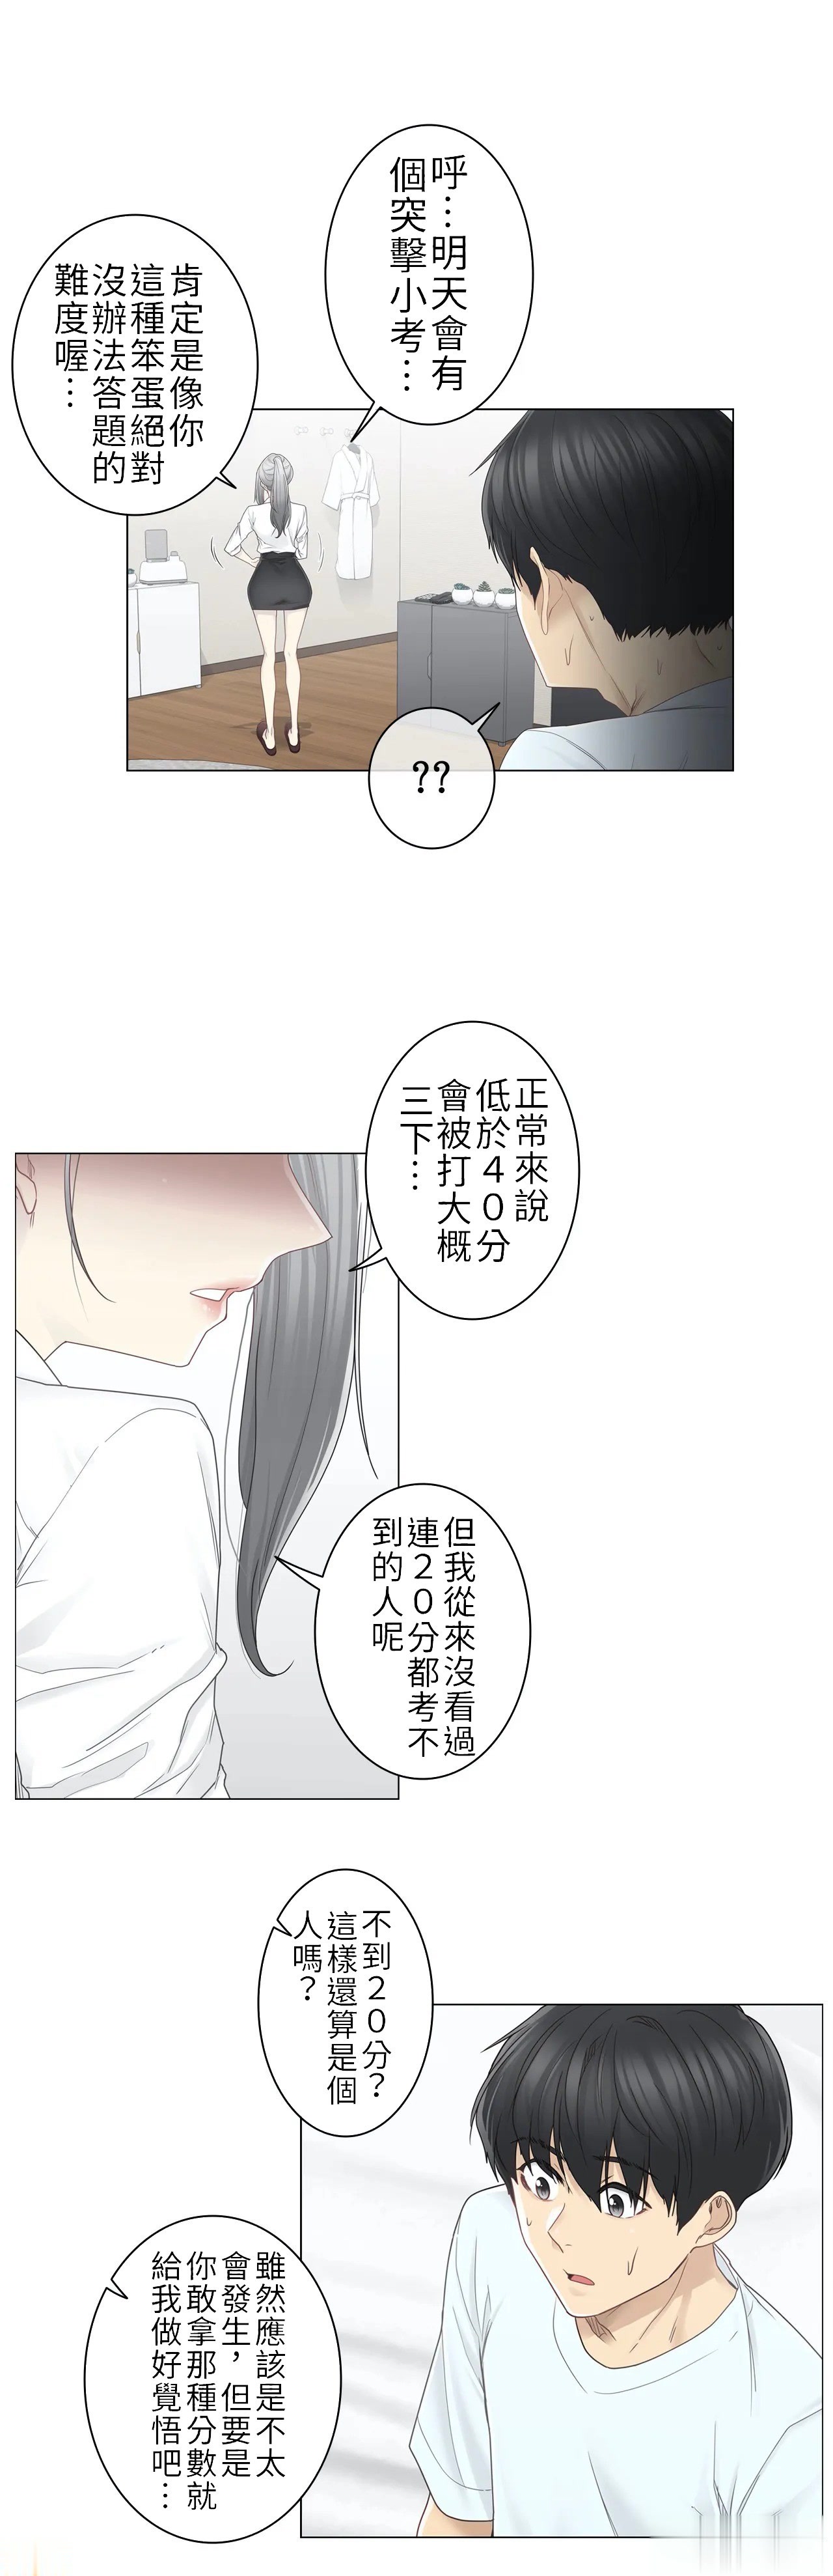 呼…明天會有
個突擊小考…
肯定是像你
這種笨蛋絕對
沒辦法答題的
難度喔…
??
正常來說
低於40分
會被打大概
三下…
但我從來沒看過
連20分都考不
到的人呢
不到20分？
這樣還算是個
人嗎？
雖然應該是不太
會發生，但要是
你敢拿那種分數就
給我做好覺悟吧…